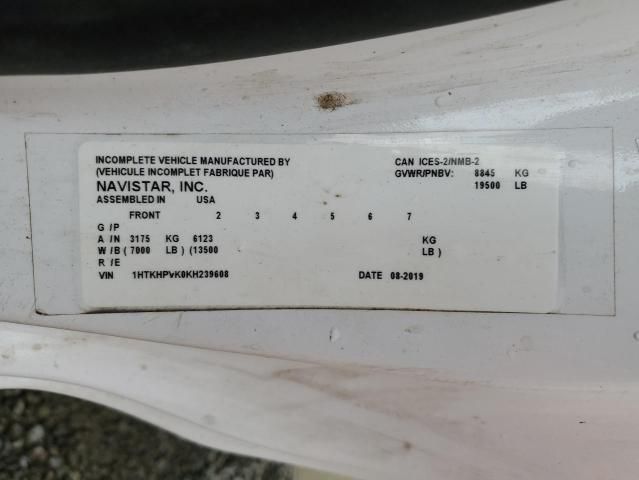 INCOMPLETE VEHICLE MANUFACTURED BY
(VEHICULE INCOMPLET FABRIQUE PAR)
NAVISTAR, INC.
ASSEMBLED IN USA
CAN ICES-2/NMB-2
GVWR/PNBV: 8845 KG
19500 LB
FRONT 2 3 4 5 6 7
G /P
A /N 3175 KG 6123 KG
W/B ( 7000 LB ) (13500 LB )
R /E
VIN 1HTKHPVK0KH239608 DATE 08-2019